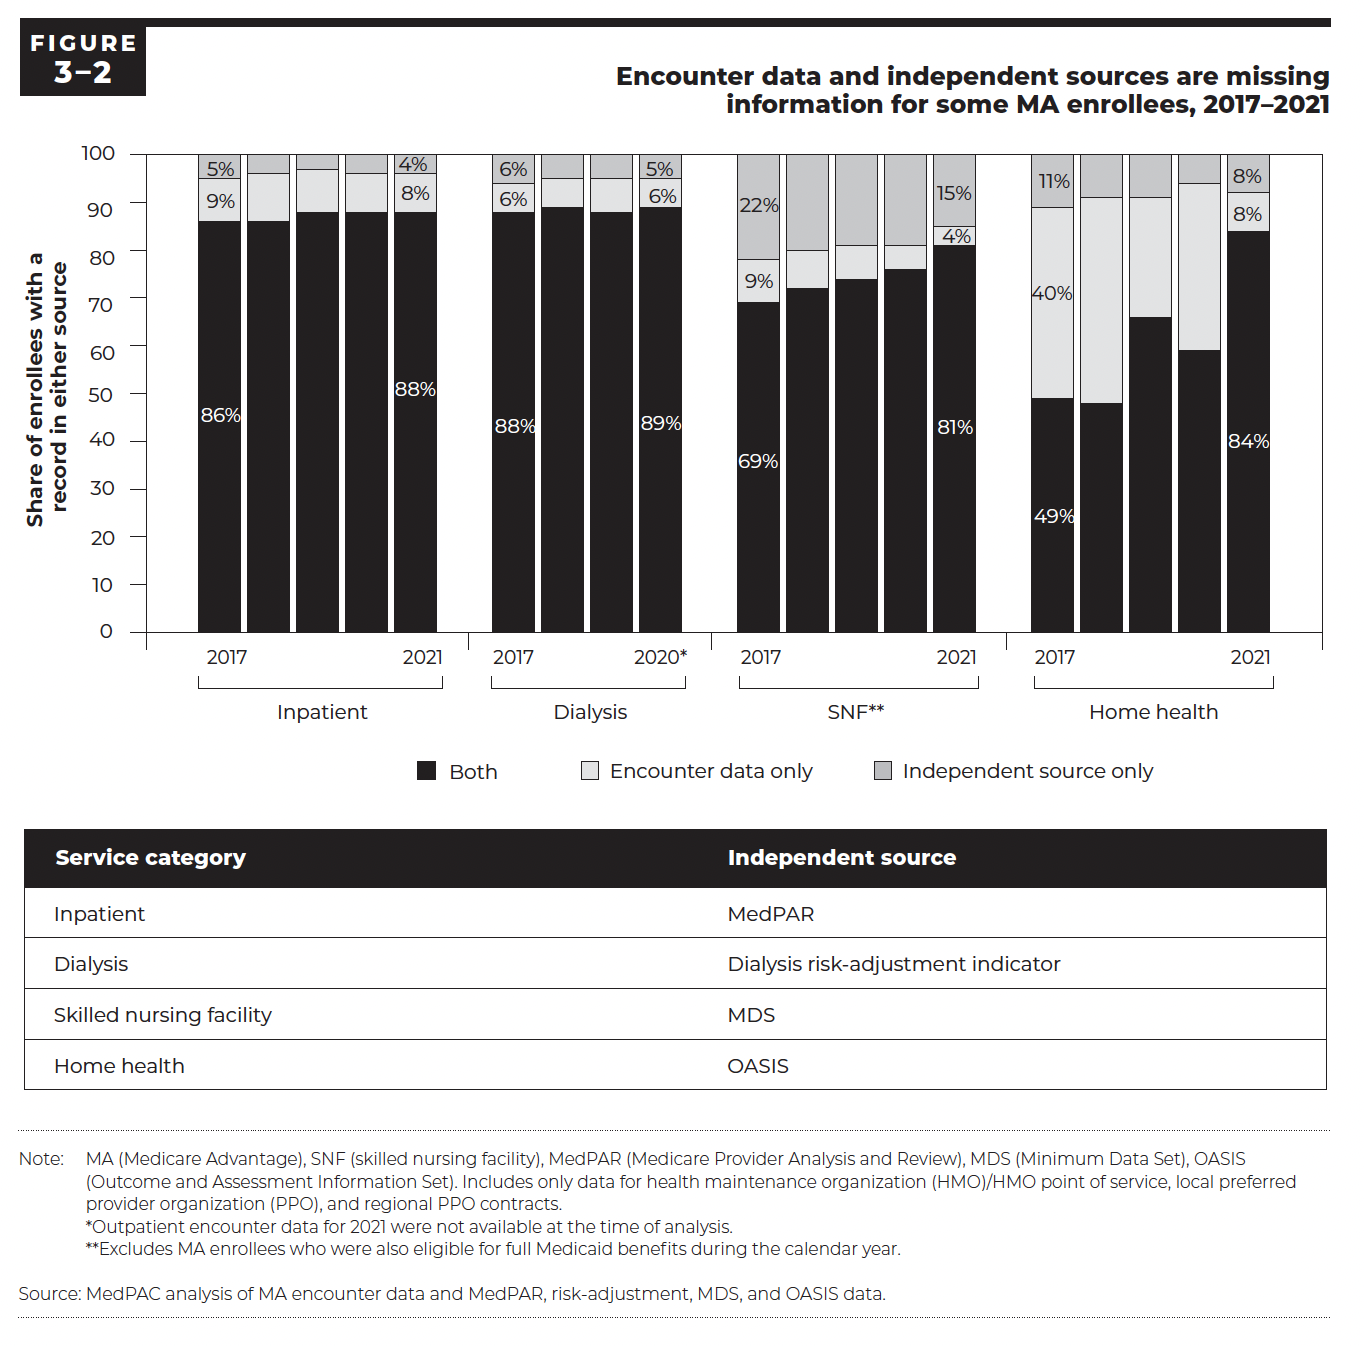 FIGURE
3–2
Encounter data and independent sources are missing
information for some MA enrollees, 2017–2021
Share of enrollees with a
record in either source
100
90
80
70
60
50
40
30
20
10
0
5%
9%
86%
4%
8%
88%
6%
6%
88%
5%
6%
89%
22%
9%
69%
15%
4%
81%
11%
40%
49%
8%
8%
84%
2017 2021 2017 2020* 2017 2021 2017 2021
Inpatient Dialysis SNF** Home health
Both Encounter data only Independent source only
Service category Independent source
Inpatient MedPAR
Dialysis Dialysis risk-adjustment indicator
Skilled nursing facility MDS
Home health OASIS
Note: MA (Medicare Advantage), SNF (skilled nursing facility), MedPAR (Medicare Provider Analysis and Review), MDS (Minimum Data Set), OASIS
(Outcome and Assessment Information Set). Includes only data for health maintenance organization (HMO)/HMO point of service, local preferred
provider organization (PPO), and regional PPO contracts.
*Outpatient encounter data for 2021 were not available at the time of analysis.
**Excludes MA enrollees who were also eligible for full Medicaid benefits during the calendar year.
Source: MedPAC analysis of MA encounter data and MedPAR, risk-adjustment, MDS, and OASIS data.